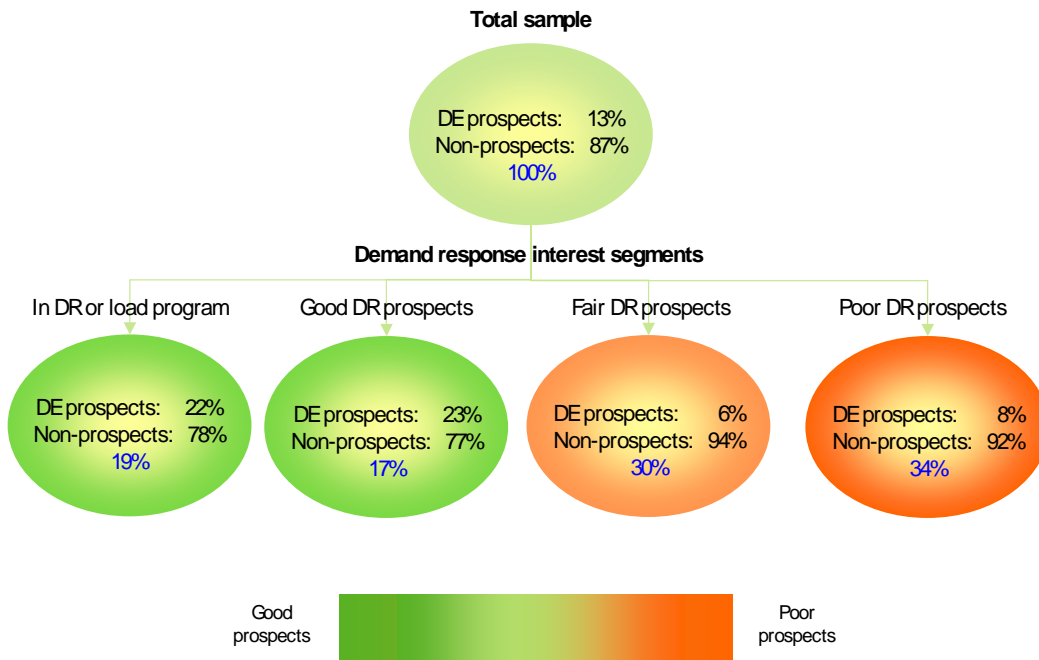 Total sample
DE prospects: 13%
Non-prospects: 87%
100%
Demand response interest segments
In DR or load program
DE prospects: 22%
Non-prospects: 78%
19%
Good DR prospects
DE prospects: 23%
Non-prospects: 77%
17%
Fair DR prospects
DE prospects: 6%
Non-prospects: 94%
30%
Poor DR prospects
DE prospects: 8%
Non-prospects: 92%
34%
Good
prospects
Poor
prospects